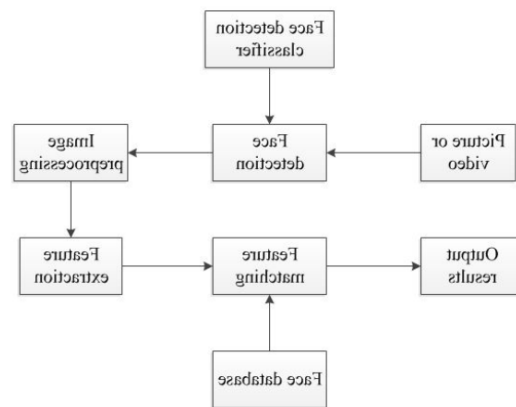 Face detection
classifier
Picture or
video
Face
detection
Image
preprocessing
Feature
extraction
Feature
matching
Output
results
Face database